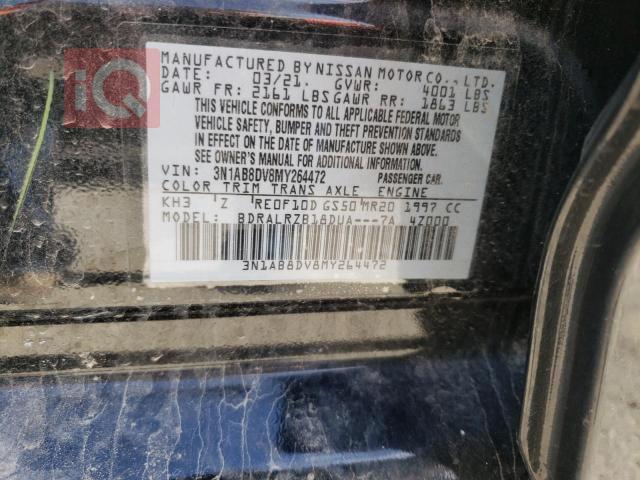 iQ
MANUFACTURED BY NISSAN MOTOR CO., LTD.
DATE: 03/21. GVWR: 4001 LBS
GAWR FR: 2161 LBS GAWR RR: 1863 LBS
THIS VEHICLE CONFORMS TO ALL APPLICABLE FEDERAL MOTOR
VEHICLE SAFETY, BUMPER AND THEFT PREVENTION STANDARDS
IN EFFECT ON THE DATE OF MANUFACTURE SHOWN ABOVE.
SEE OWNER'S MANUAL FOR ADDITIONAL INFORMATION.
VIN: 3N1AB8DV8MY264472 PASSENGER CAR.
COLOR TRIM TRANS AXLE ENGINE
KH3 Z RE0F10D GS50 MR20 1997 CC
MODEL: BDRALRZB18DUA---7A 4Z000
3N1AB8DV8MY264472